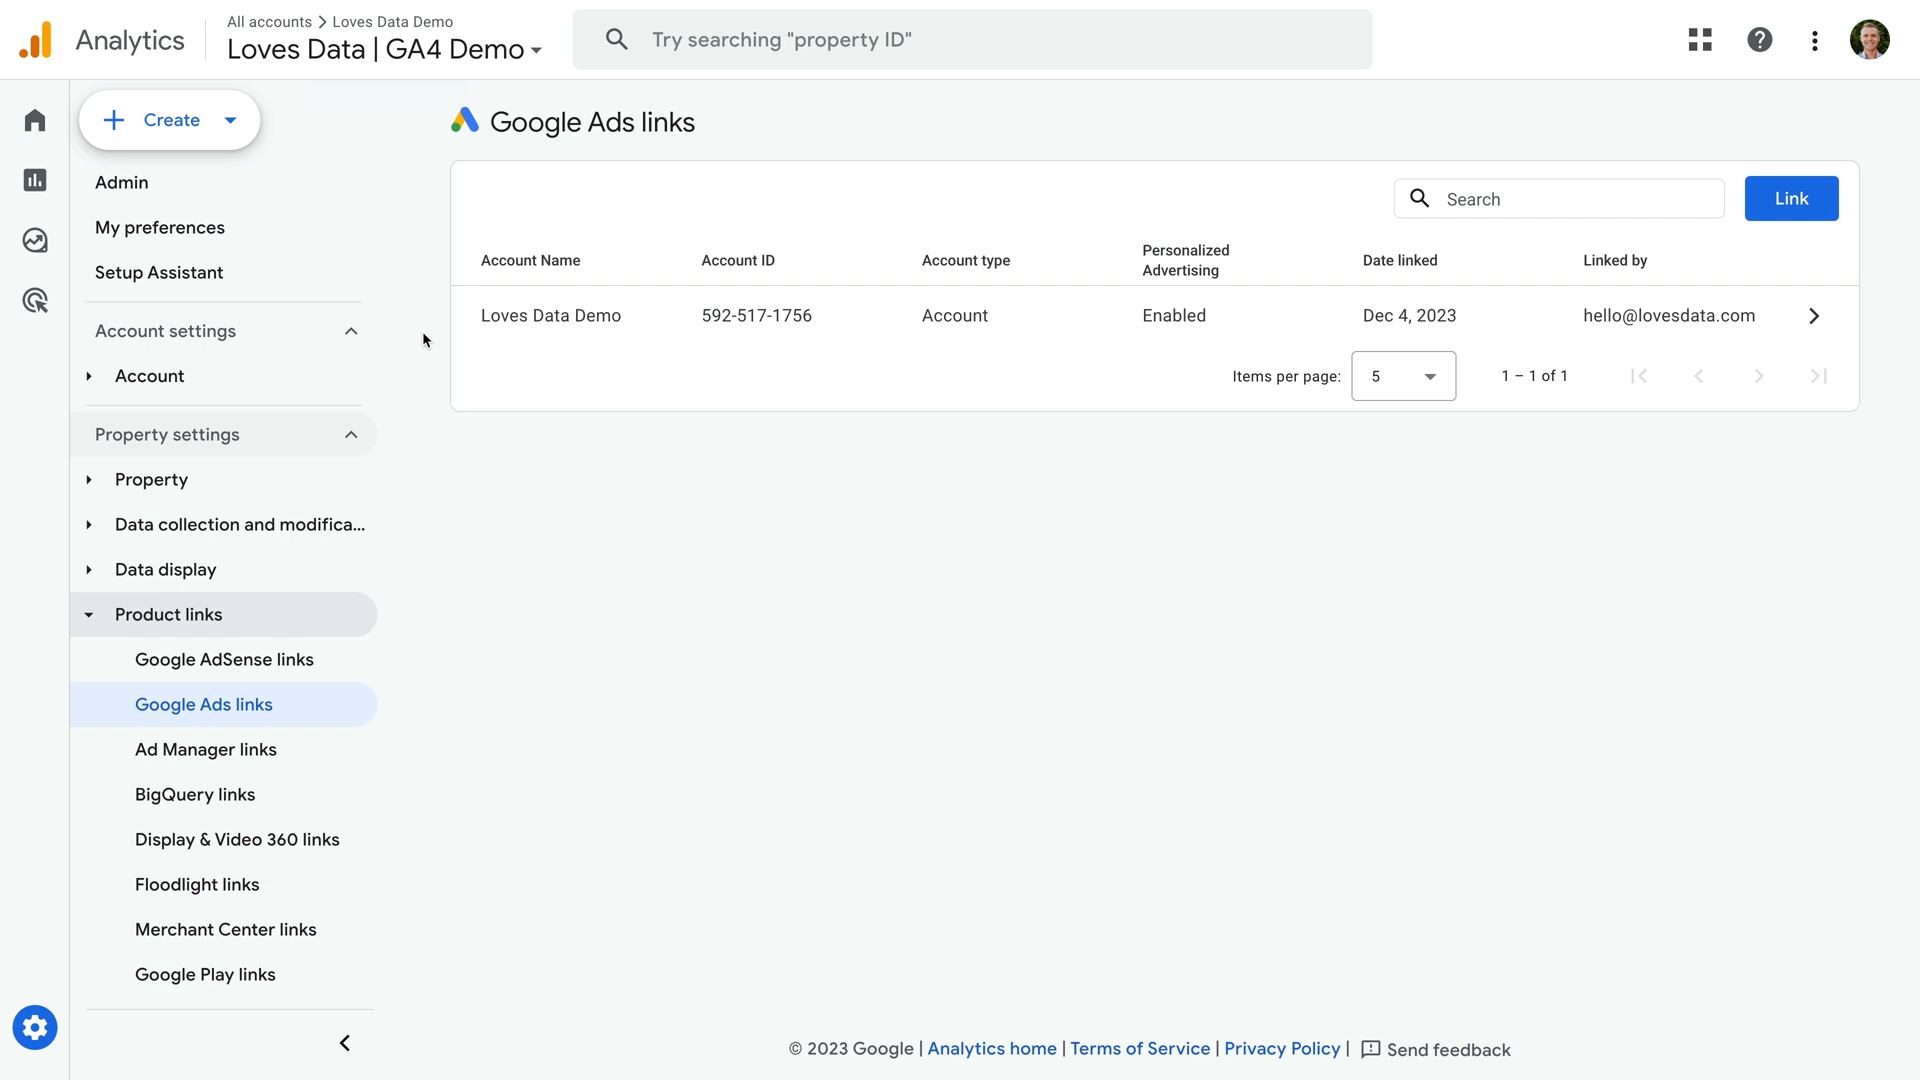 Analytics
All accounts > Loves Data Demo
Loves Data | GA4 Demo
Try searching "property ID"
Create
Admin
My preferences
Setup Assistant
Account settings
Account
Property settings
Property
Data collection and modifica...
Data display
Product links
Google AdSense links
Google Ads links
Ad Manager links
BigQuery links
Display & Video 360 links
Floodlight links
Merchant Center links
Google Play links
Google Ads links
Search
Link
Account Name Account ID Account type Personalized Advertising Date linked Linked by
Loves Data Demo 592-517-1756 Account Enabled Dec 4, 2023 hello@lovesdata.com
Items per page: 5 1 – 1 of 1
© 2023 Google | Analytics home | Terms of Service | Privacy Policy | Send feedback